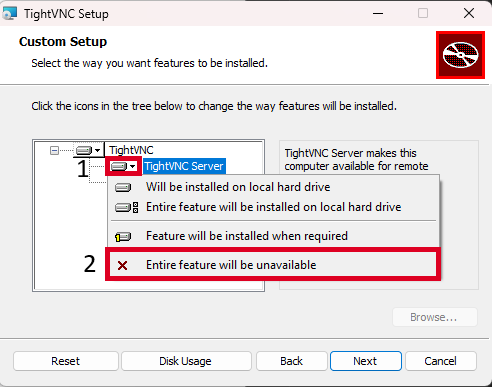 TightVNC Setup
Custom Setup
Select the way you want features to be installed.
Click the icons in the tree below to change the way features will be installed.
TightVNC
1
TightVNC Server
TightVNC Server makes this
computer available for remote
Will be installed on local hard drive
Entire feature will be installed on local hard drive
Feature will be installed when required
2
Entire feature will be unavailable
Browse...
Reset
Disk Usage
Back
Next
Cancel